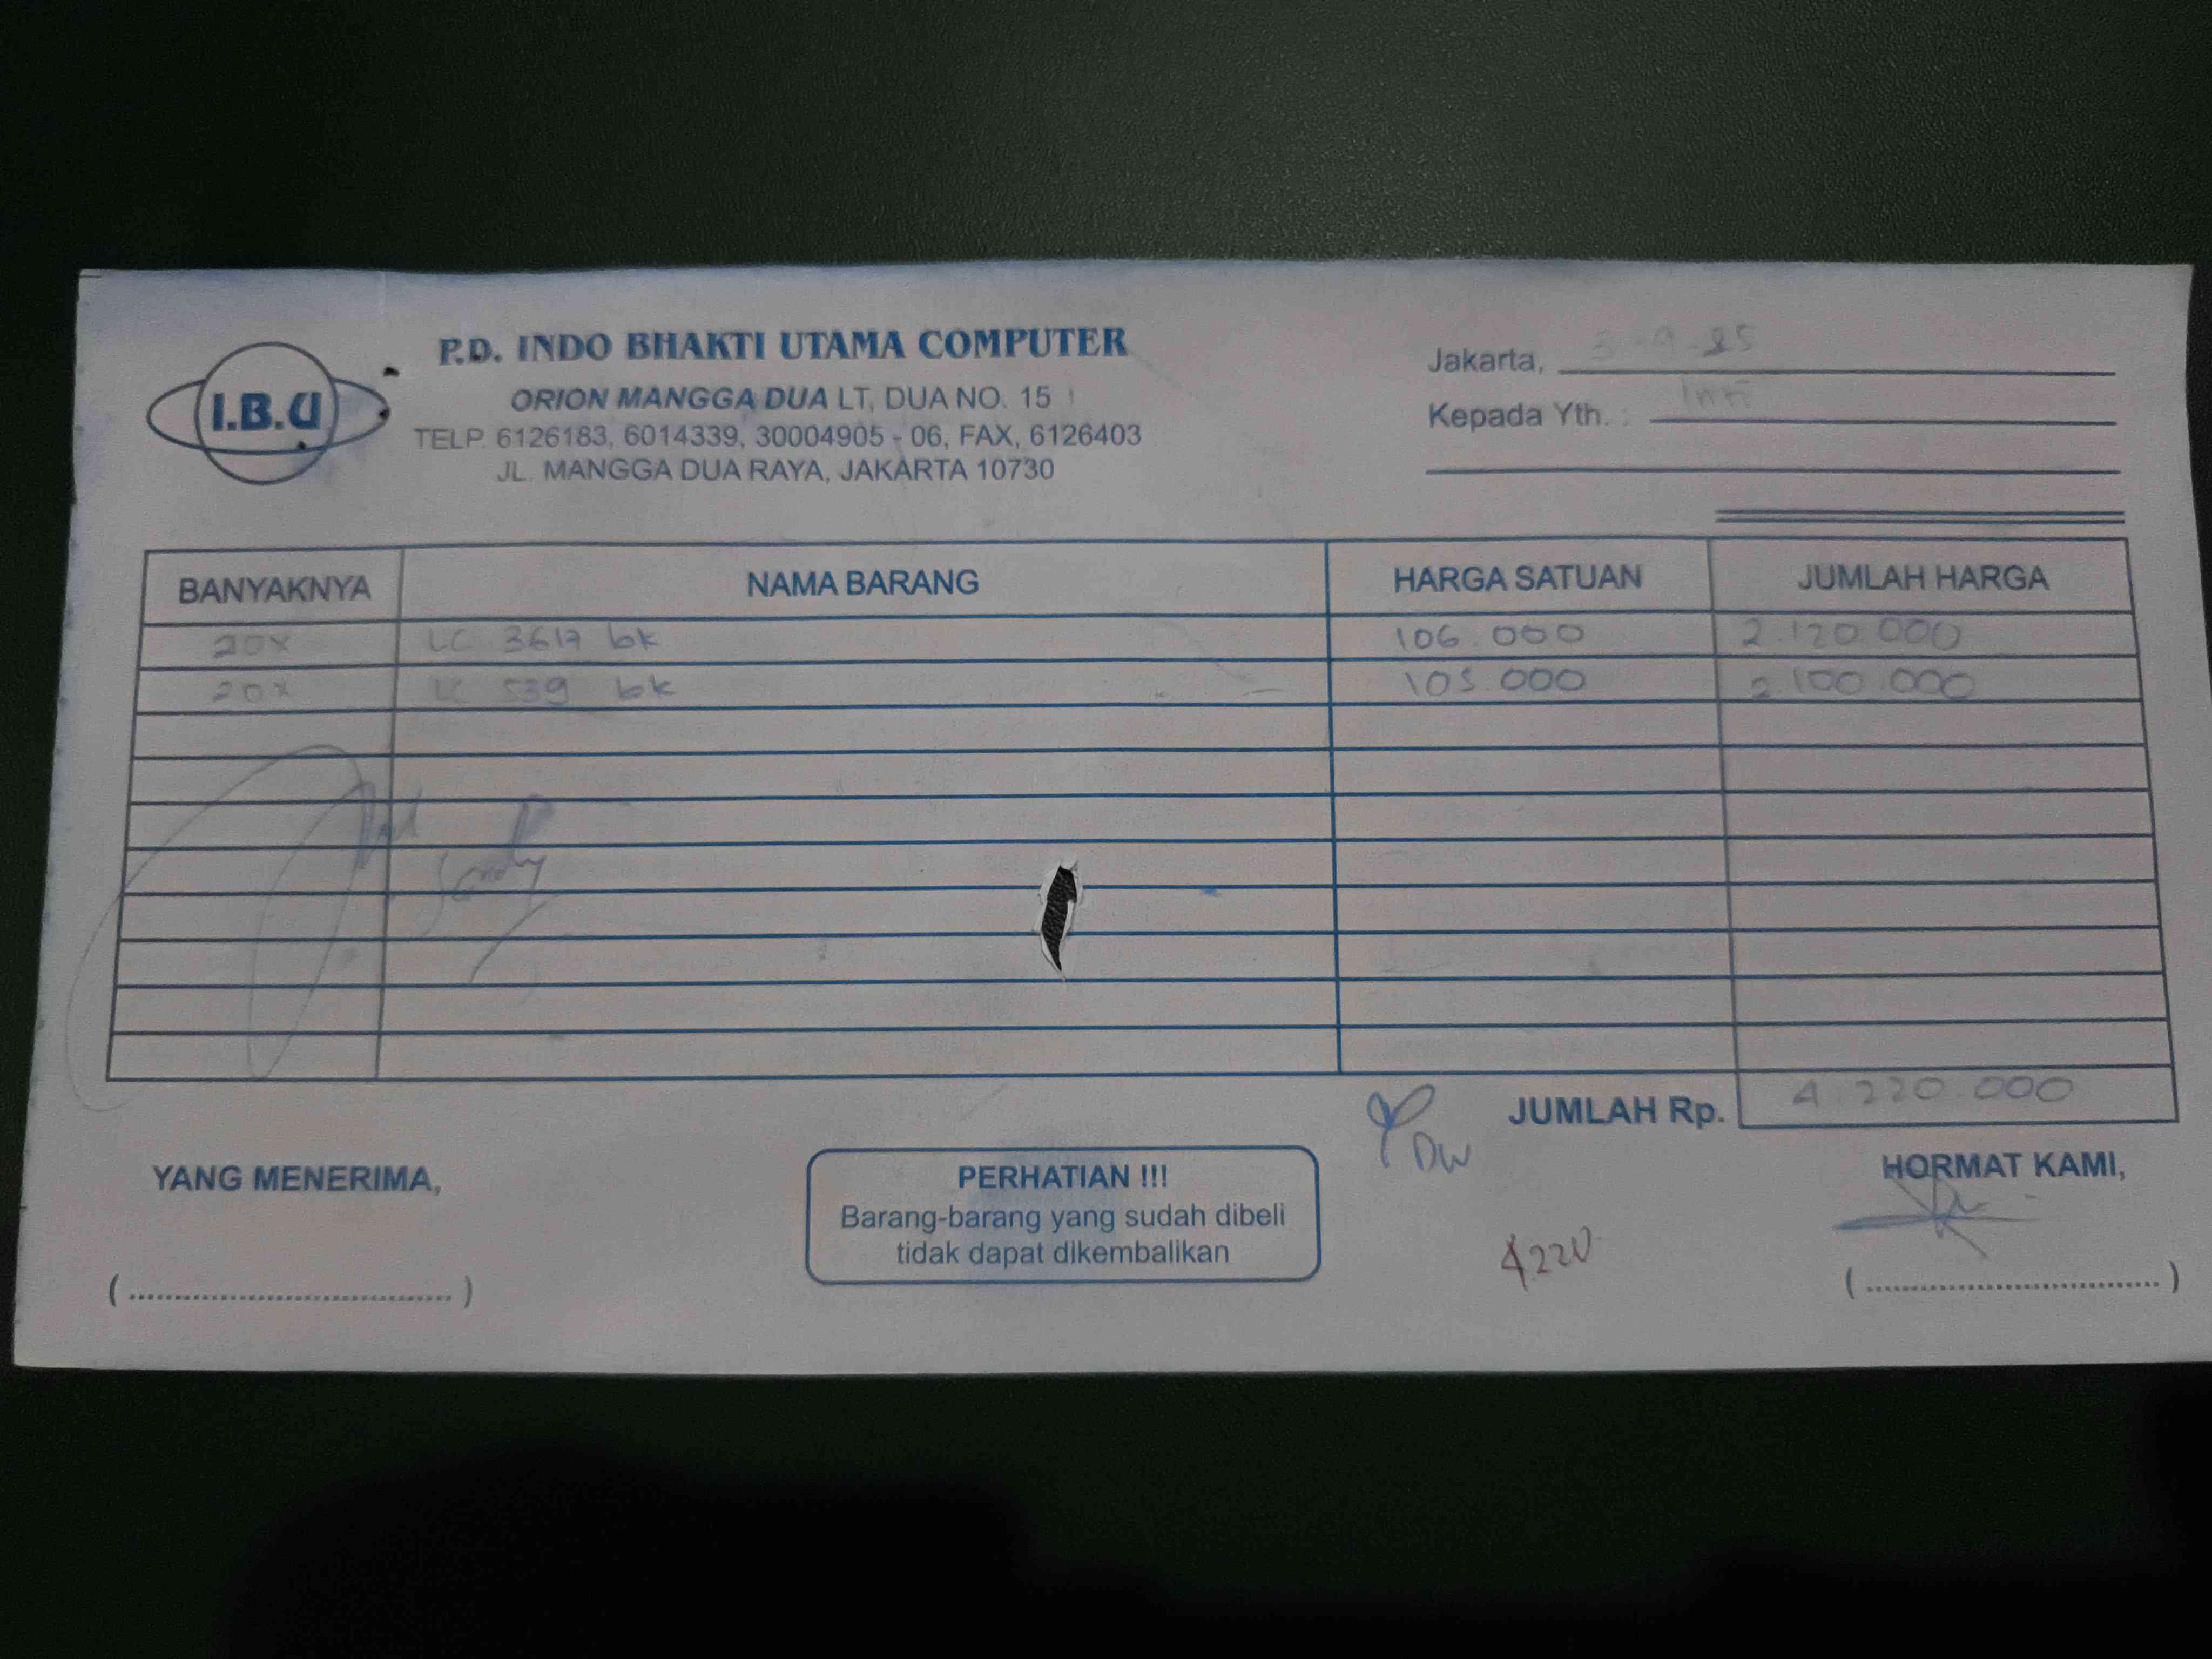 I.B.U
P.D. INDO BHAKTI UTAMA COMPUTER
ORION MANGGA DUA LT, DUA NO. 15
TELP. 6126183, 6014339, 30004905 - 06, FAX, 6126403
JL. MANGGA DUA RAYA, JAKARTA 10730
Jakarta, 3-9-25
Kepada Yth. :
BANYAKNYA NAMA BARANG HARGA SATUAN JUMLAH HARGA
20x LC 3617 bk 106.000 2.120.000
20x LC 539 bk 105.000 2.100.000
Sandy
JUMLAH Rp. 4.220.000
DW
YANG MENERIMA,
PERHATIAN !!!
Barang-barang yang sudah dibeli
tidak dapat dikembalikan
4220
HORMAT KAMI,
(....................................)
(....................................)